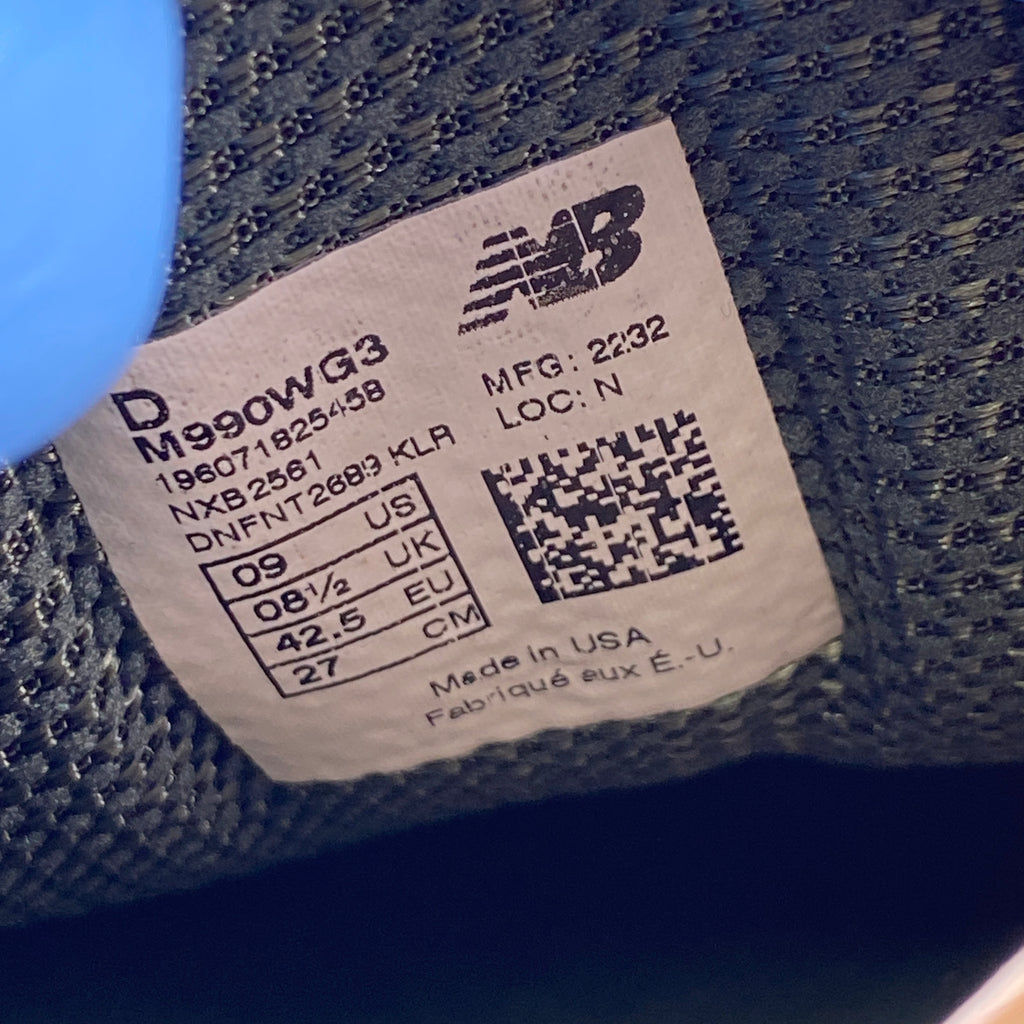 NB
D
M990WG3
196071825458
NXB2561
DNFNT2689 KLR
MFG: 2232
LOC: N
09 US
08½ UK
42.5 EU
27 CM
Made in USA
Fabriqué aux É.-U.